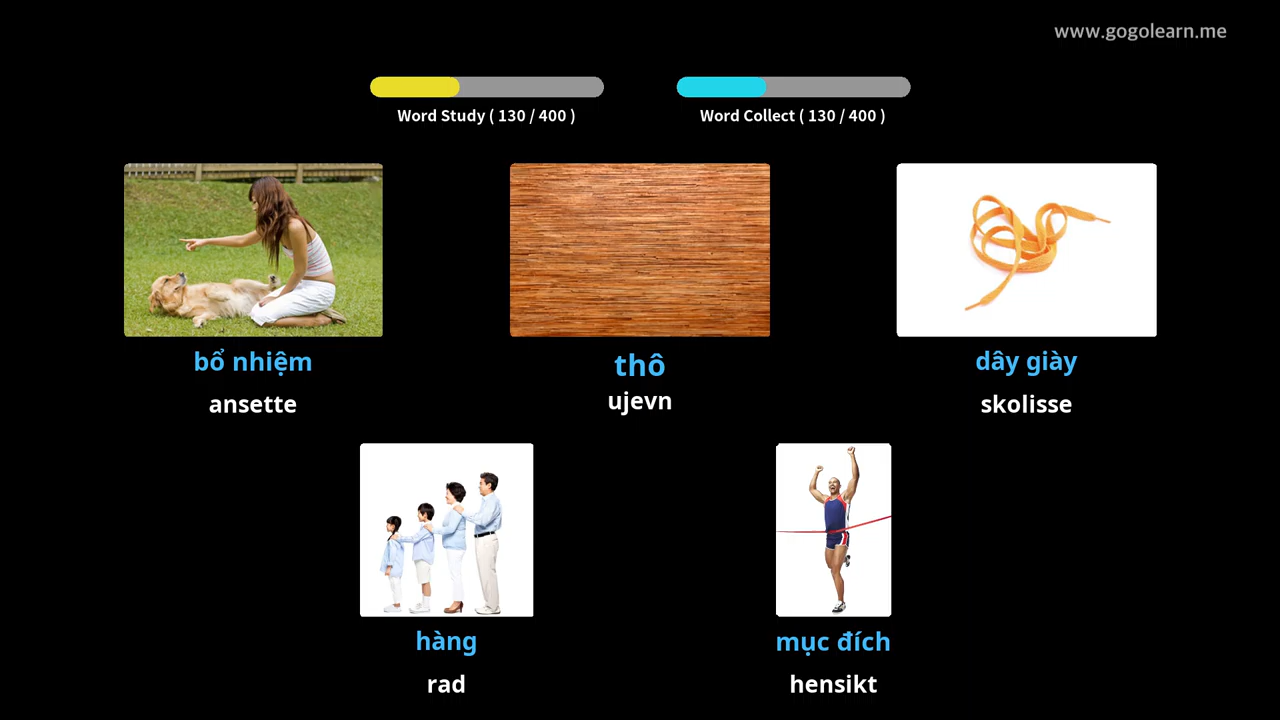 www.gogolearn.me
Word Study ( 130 / 400 )
Word Collect ( 130 / 400 )
bổ nhiệm
ansette
thô
ujevn
dây giày
skolisse
hàng
rad
mục đích
hensikt